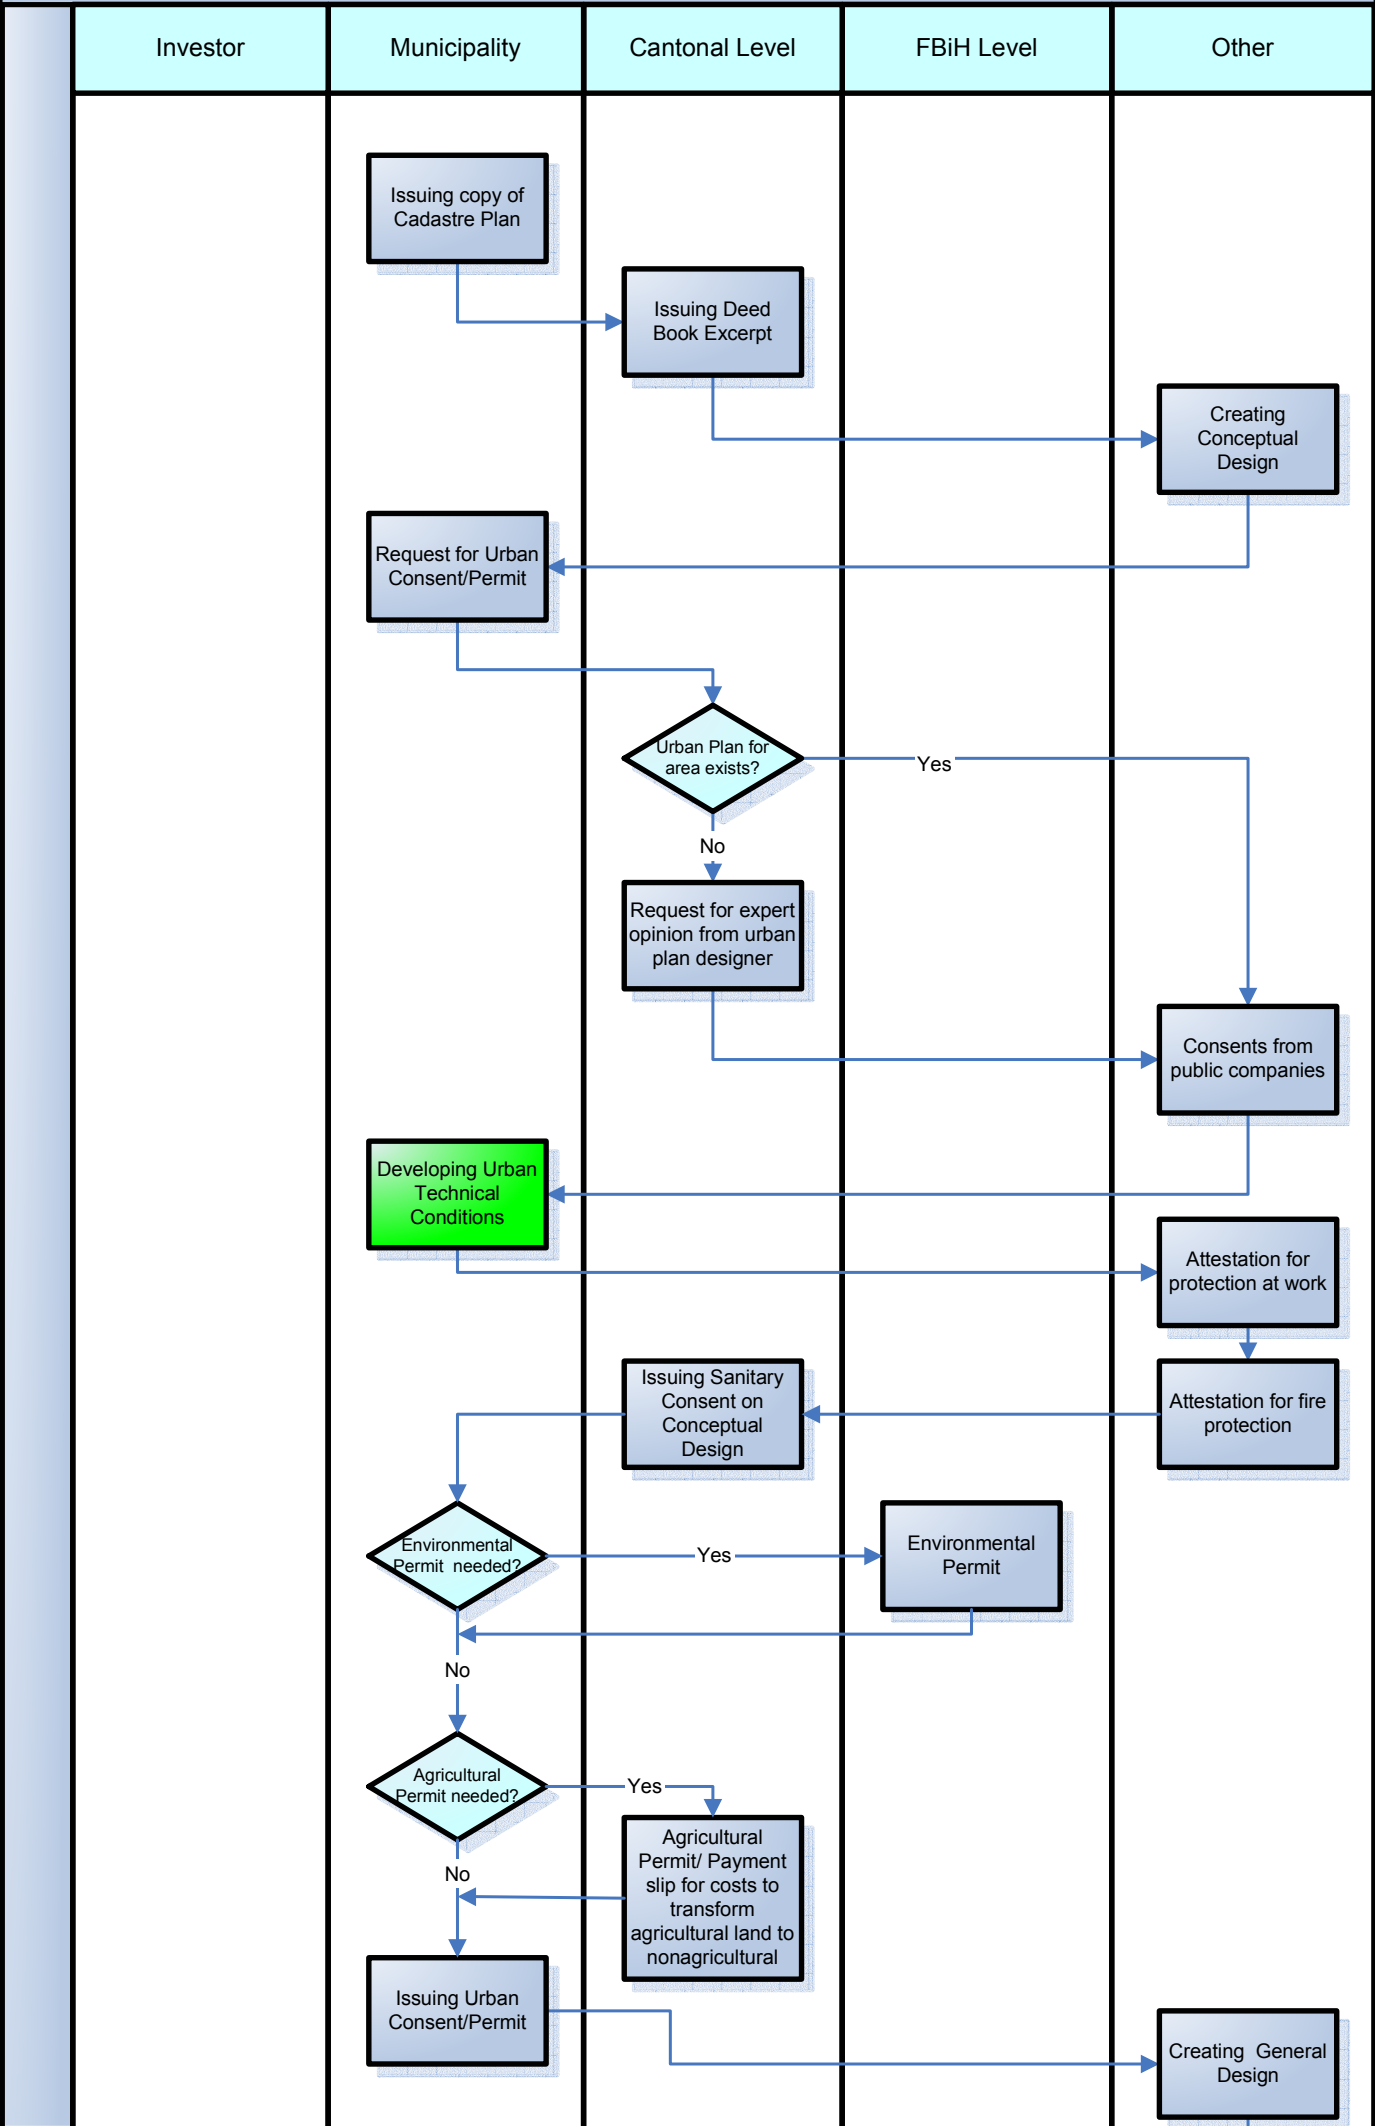 Investor
Municipality
Cantonal Level
FBiH Level
Other
Issuing copy of
Cadastre Plan
Issuing Deed
Book Excerpt
Creating
Conceptual
Design
Request for Urban
Consent/Permit
Urban Plan for
area exists?
Yes
No
Request for expert
opinion from urban
plan designer
Consents from
public companies
Developing Urban
Technical
Conditions
Attestation for
protection at work
Issuing Sanitary
Consent on
Conceptual
Design
Attestation for fire
protection
Environmental
Permit needed?
Yes
Environmental
Permit
No
Agricultural
Permit needed?
Yes
No
Agricultural
Permit/ Payment
slip for costs to
transform
agricultural land to
nonagricultural
Issuing Urban
Consent/Permit
Creating General
Design